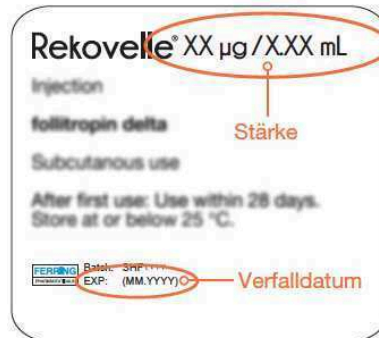 Rekovelle® XX µg/X.XX mL
Injection
Stärke
follitropin delta
Subcutanous use
After first use: Use within 28 days.
Store at or below 25 °C.
FERRING
PHARMACEUTICALS
Batch:
EXP: (MM.YYYY)
Verfalldatum